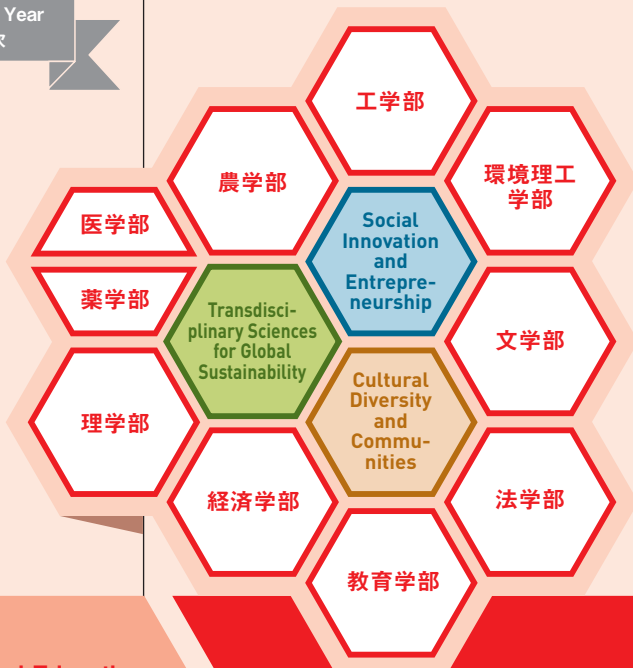 Year
次
工学部
農学部
環境理工
学部
医学部
Social
Innovation
and
Entrepre-
neurship
薬学部
Transdisci-
plinary Sciences
for Global
Sustainability
文学部
Cultural
Diversity
and
Commu-
nities
理学部
経済学部
法学部
教育学部